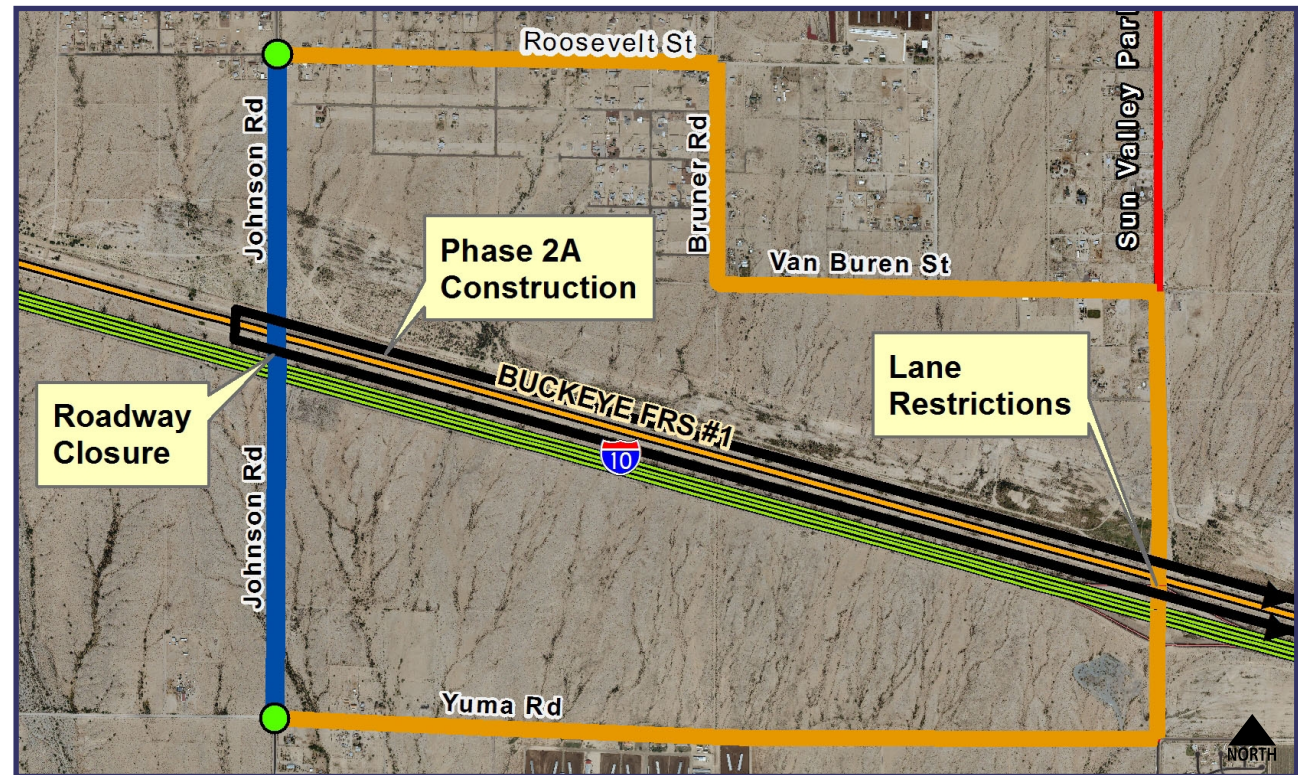 Roosevelt St
Sun Valley Park
Johnson Rd
Bruner Rd
Phase 2A
Construction
Van Buren St
Lane
Restrictions
BUCKEYE FRS #1
Roadway
Closure
10
Johnson Rd
Yuma Rd
NORTH